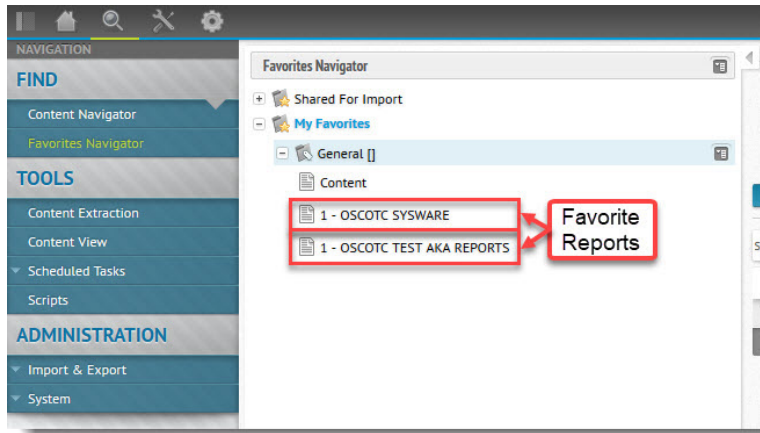 NAVIGATION
FIND
Content Navigator
Favorites Navigator
TOOLS
Content Extraction
Content View
Scheduled Tasks
Scripts
ADMINISTRATION
Import & Export
System
Favorites Navigator
Shared For Import
My Favorites
General []
Content
1 - OSCOTC SYSWARE
1 - OSCOTC TEST AKA REPORTS
Favorite
Reports